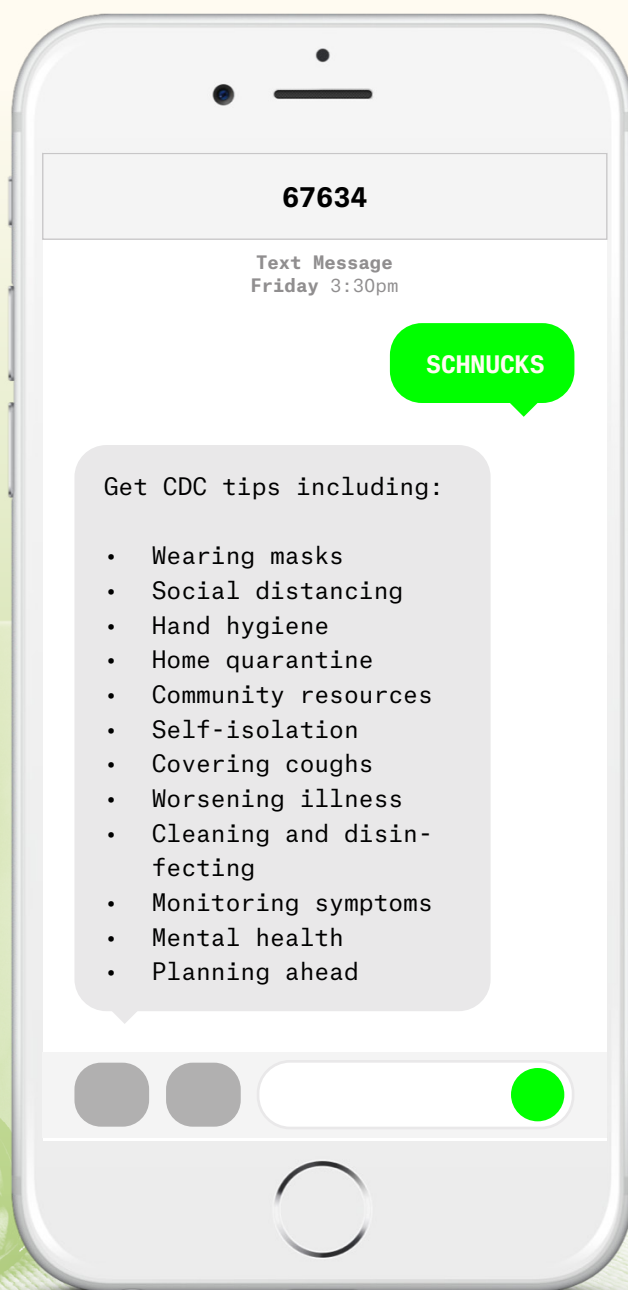 67634
Text Message
Friday 3:30pm
SCHNUCKS
Get CDC tips including:
• Wearing masks
• Social distancing
• Hand hygiene
• Home quarantine
• Community resources
• Self-isolation
• Covering coughs
• Worsening illness
• Cleaning and disin-
fecting
• Monitoring symptoms
• Mental health
• Planning ahead